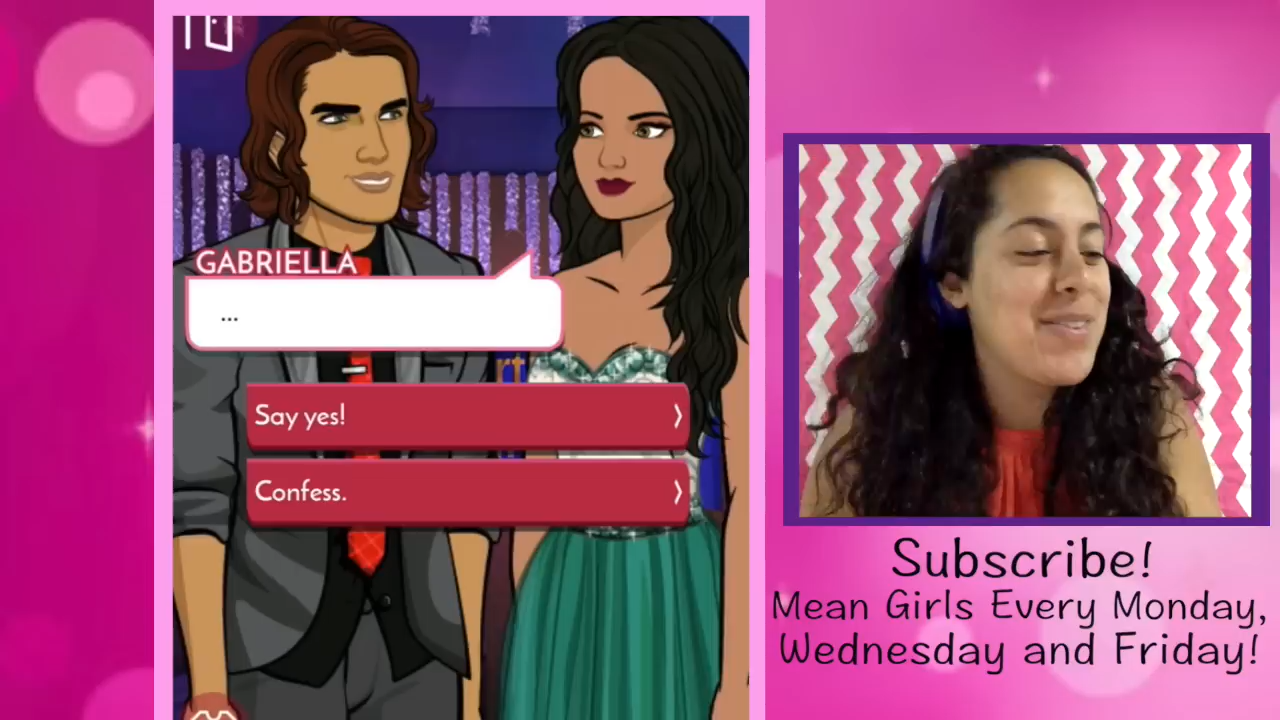 GABRIELLA
...
Say yes!
Confess.
Subscribe!
Mean Girls Every Monday,
Wednesday and Friday!